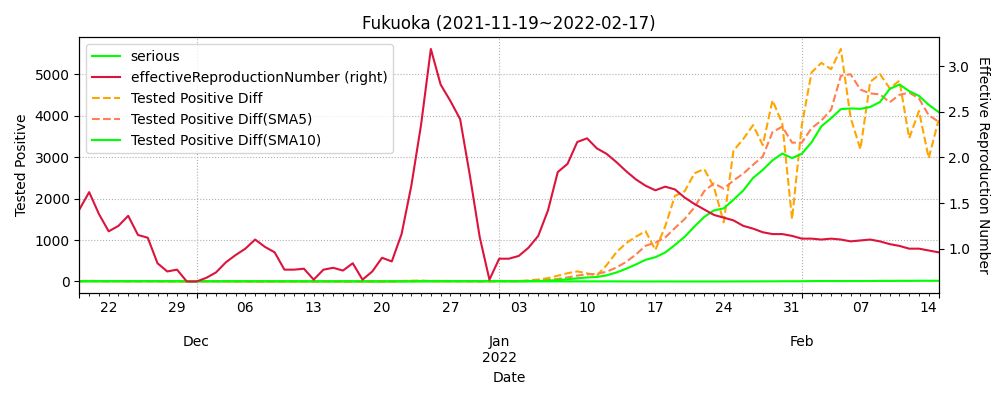 Fukuoka (2021-11-19~2022-02-17)
serious
effectiveReproductionNumber (right)
Tested Positive Diff
Tested Positive Diff(SMA5)
Tested Positive Diff(SMA10)
Tested Positive
5000
4000
3000
2000
1000
0
3.0
2.5
2.0
1.5
1.0
Effective Reproduction Number
22 29 06 13 20 27 03 10 17 24 31 07 14
Dec Jan Feb
2022
Date